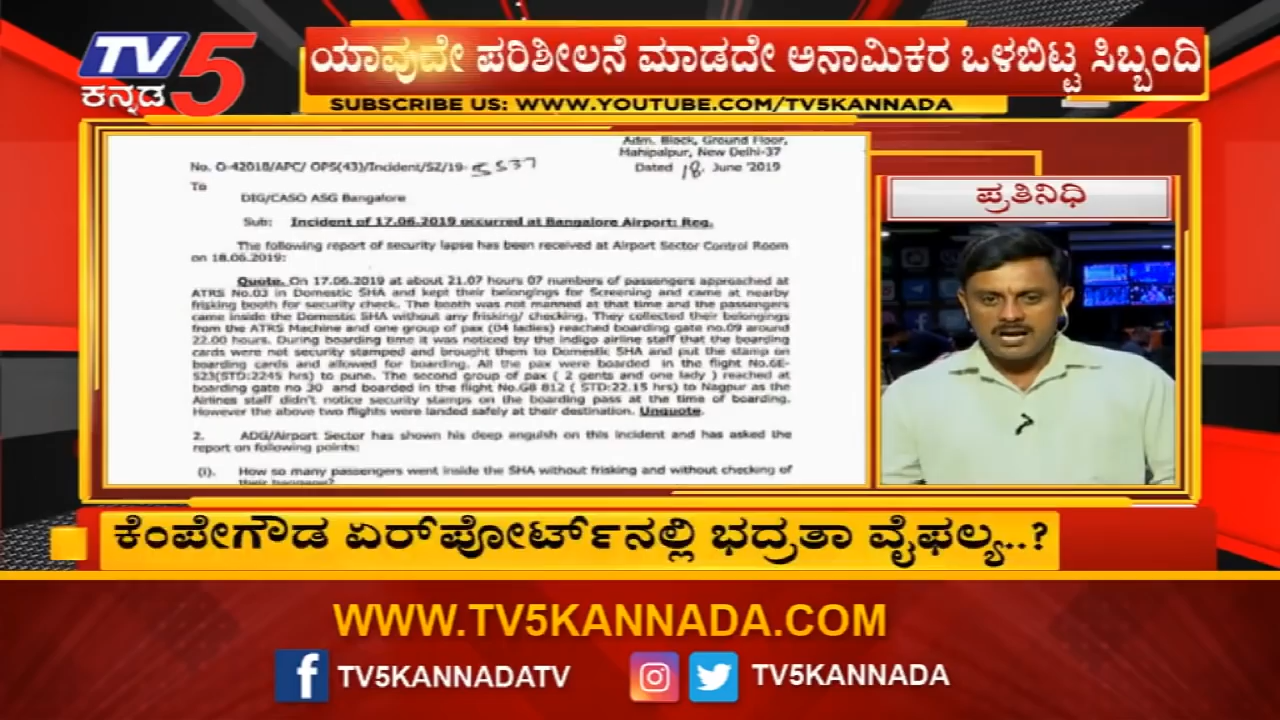 TV5
ಕನ್ನಡ
ಯಾವುದೇ ಪರಿಶೀಲನೆ ಮಾಡದೇ ಅನಾಮಿಕರ ಒಳಬಿಟ್ಟ ಸಿಬ್ಬಂದಿ
SUBSCRIBE US: WWW.YOUTUBE.COM/TV5KANNADA
Adm. Block, Ground Floor,
Mahipalpur, New Delhi-37
No. O-42018/APC/ OPS(43)/Incident/SZ/19- 5537
Dated 18 June '2019
To
DIG/CASO ASG Bangalore
Sub: Incident of 17.06.2019 occurred at Bangalore Airport: Reg.
The following report of security lapse has been received at Airport Sector Control Room
on 18.06.2019:
Quote. On 17.06.2019 at about 21.07 hours 07 numbers of passengers approached at
ATRS No.03 in Domestic SHA and kept their belongings for Screening and came at nearby
frisking booth for security check. The booth was not manned at that time and the passengers
came inside the Domestic SHA without any frisking/ checking. They collected their belongings
from the ATRS Machine and one group of pax (04 ladies) reached boarding gate no.09 around
22.00 hours. During boarding time it was noticed by the indigo airline staff that the boarding
cards were not security stamped and brought them to Domestic SHA and put the stamp on
boarding cards and allowed for boarding. All the pax were boarded in the flight No.6E-
523(STD:2245 hrs) to pune. The second group of pax ( 2 gents and one lady ) reached at
boarding gate no 30 and boarded in the flight No.G8 812 ( STD:22.15 hrs) to Nagpur as the
Airlines staff didn't notice security stamps on the boarding pass at the time of boarding.
However the above two flights were landed safely at their destination. Unquote.
2. ADG/Airport Sector has shown his deep anguish on this incident and has asked the
report on following points:
(i). How so many passengers went inside the SHA without frisking and without checking of
their baggage?
ಪ್ರತಿನಿಧಿ
ಕೆಂಪೇಗೌಡ ಏರ್‌ಪೋರ್ಟ್‌ನಲ್ಲಿ ಭದ್ರತಾ ವೈಫಲ್ಯ..?
WWW.TV5KANNADA.COM
TV5KANNADATV
TV5KANNADA